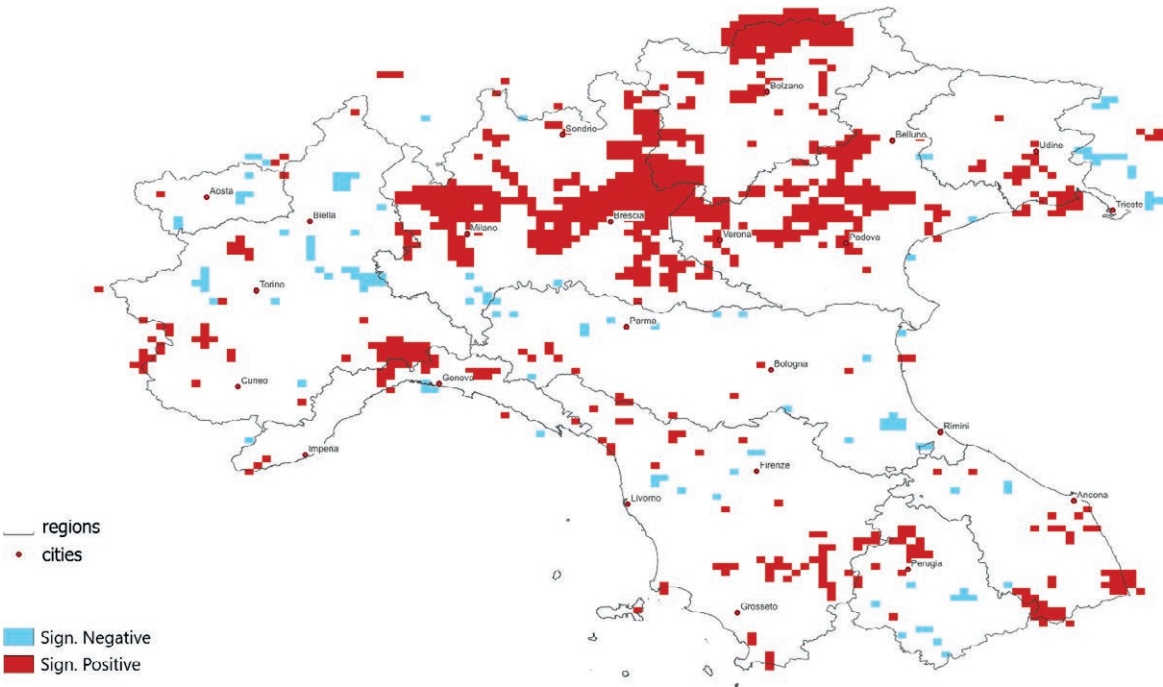 Bolzano
Sondrio
Belluno
Udine
Aosta
Biella
Brescia
Trieste
Milano
Verona
Padova
Torino
Parma
Bologna
Cuneo
Genova
Rimini
Imperia
Firenze
Livorno
Ancona
regions
cities
Perugia
Grosseto
Sign. Negative
Sign. Positive